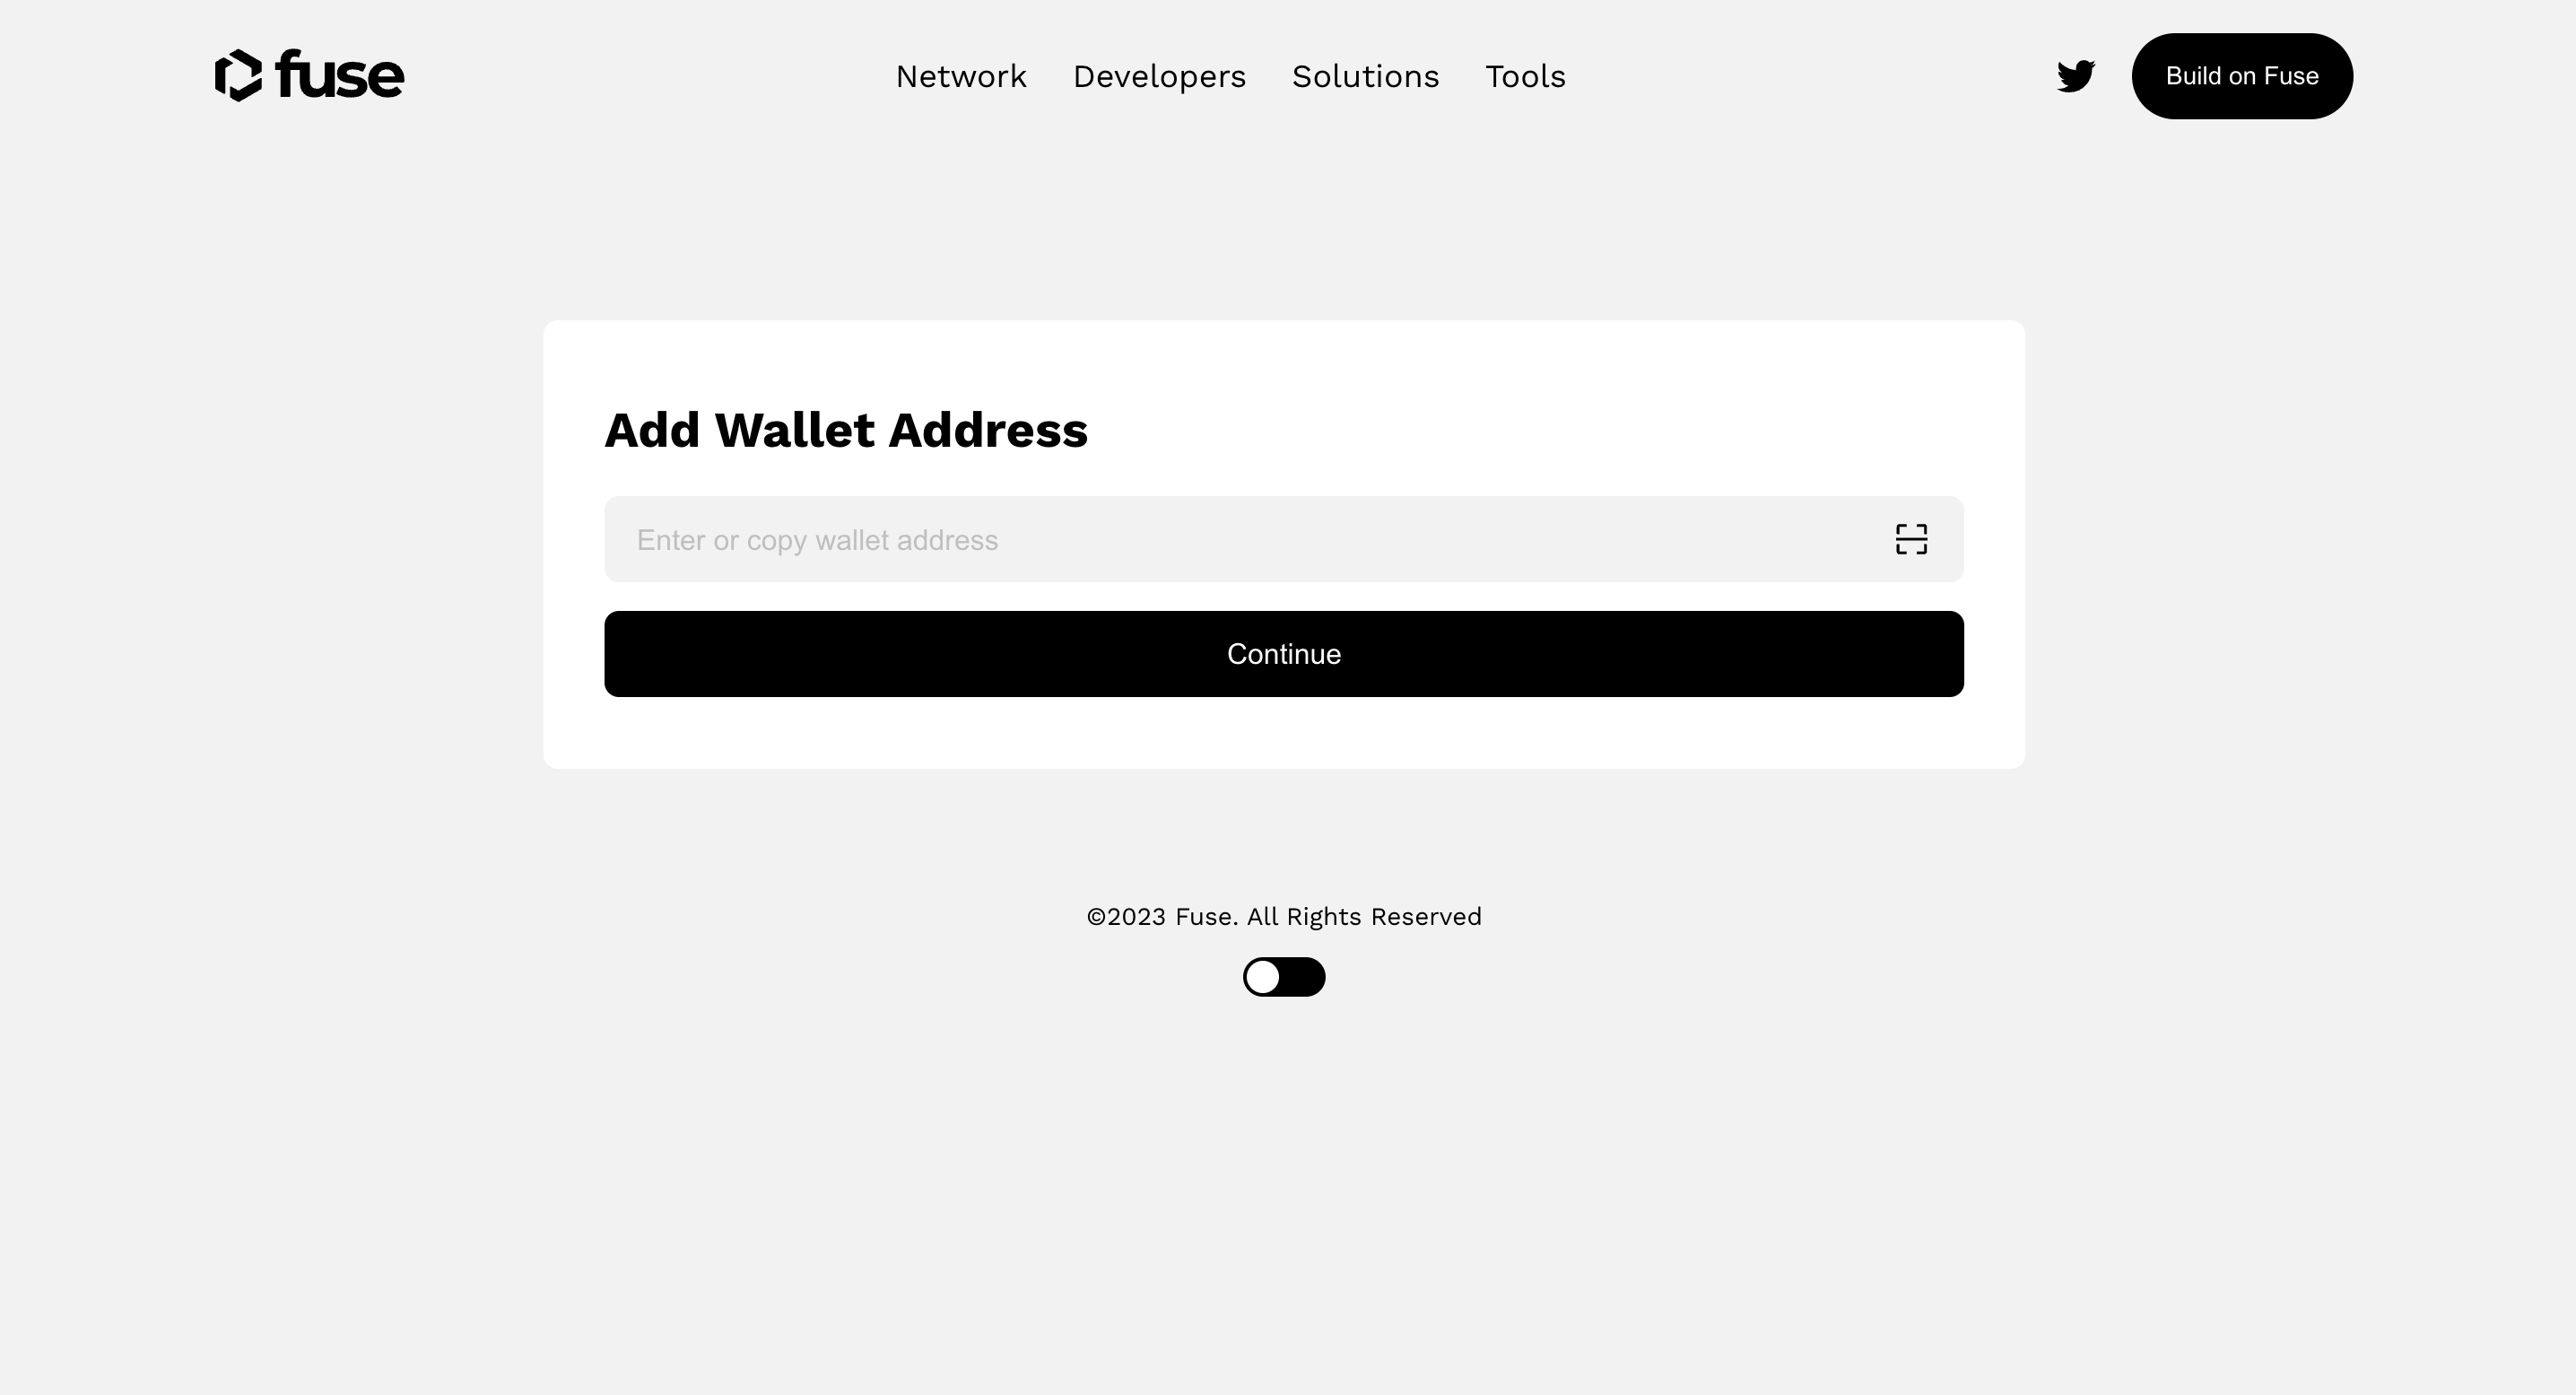 fuse
Network Developers Solutions Tools
Build on Fuse
Add Wallet Address
Enter or copy wallet address
Continue
©2023 Fuse. All Rights Reserved